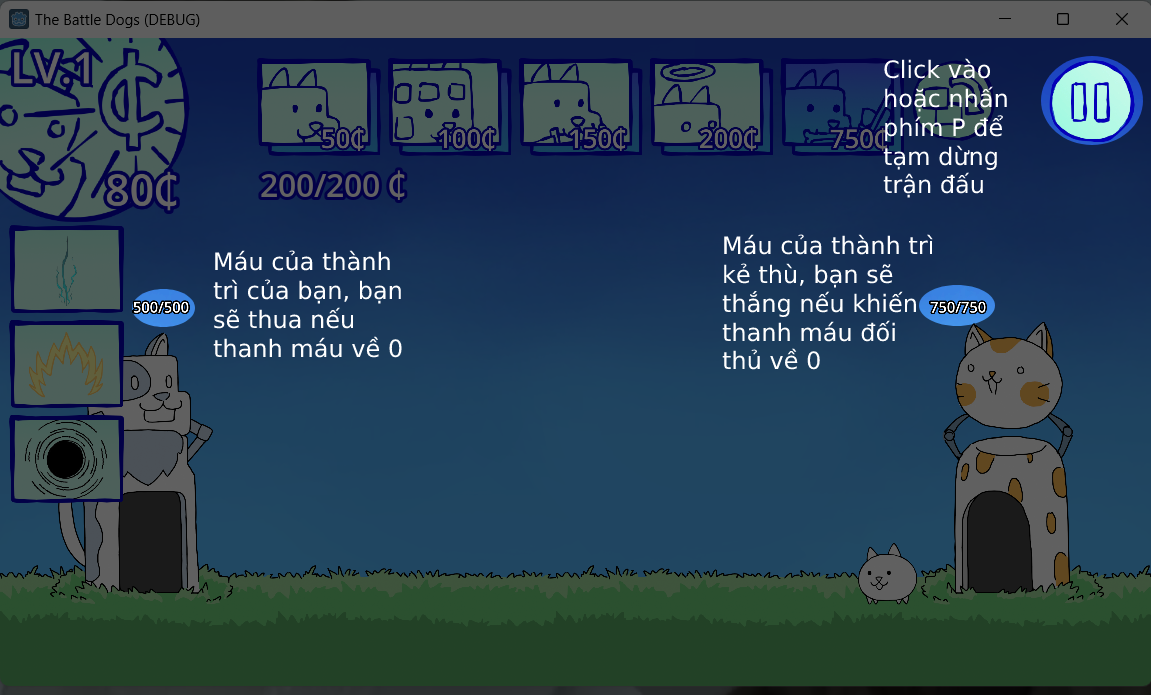 The Battle Dogs (DEBUG)
LV.1
80₵
50₵
100₵
150₵
200₵
750₵
200/200 ₵
Click vào
hoặc nhấn
phím P để
tạm dừng
trận đấu
500/500
Máu của thành
trì của bạn, bạn
sẽ thua nếu
thanh máu về 0
Máu của thành trì
kẻ thù, bạn sẽ
thắng nếu khiến
thanh máu đối
thủ về 0
750/750